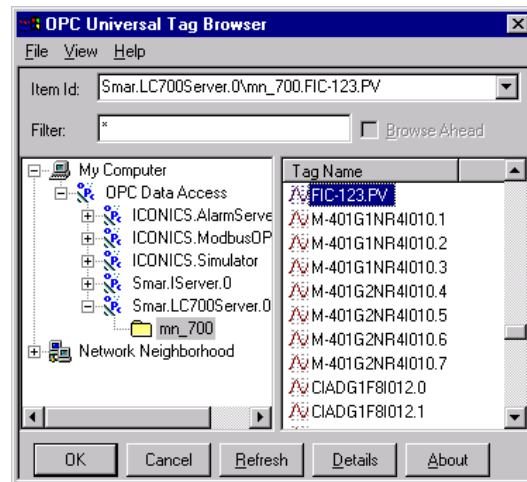 OPC Universal Tag Browser
File View Help
Item Id: Smar.LC700Server.0\mn_700.FIC-123.PV
Filter: * Browse Ahead
My Computer
OPC Data Access
ICONICS.AlarmServe
ICONICS.ModbusOP
ICONICS.Simulator
Smar.IServer.0
Smar.LC700Server.0
mn_700
Network Neighborhood
Tag Name
FIC-123.PV
M-401G1NR4I010.1
M-401G1NR4I010.2
M-401G1NR4I010.3
M-401G2NR4I010.4
M-401G2NR4I010.5
M-401G2NR4I010.6
M-401G2NR4I010.7
CIADG1F8I012.0
CIADG1F8I012.1
OK Cancel Refresh Details About